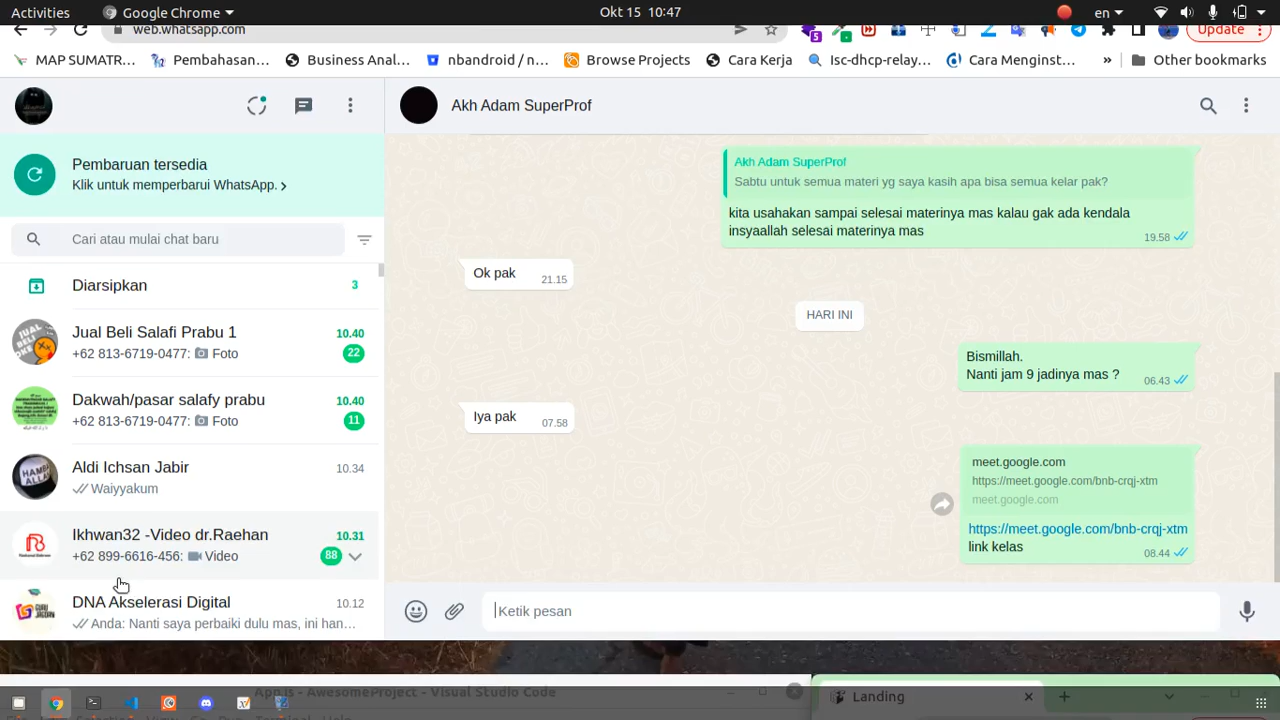 Activities
Google Chrome
Okt 15 10:47
en
web.whatsapp.com
5
Update
MAP SUMATR...
Pembahasan...
Business Anal...
nbandroid / n...
Browse Projects
Cara Kerja
Isc-dhcp-relay...
Cara Menginst...
»
Other bookmarks
Akh Adam SuperProf
Pembaruan tersedia
Klik untuk memperbarui WhatsApp.
Cari atau mulai chat baru
Diarsipkan
3
Jual Beli Salafi Prabu 1
10.40
+62 813-6719-0477: Foto
22
Dakwah/pasar salafy prabu
10.40
+62 813-6719-0477: Foto
11
Aldi Ichsan Jabir
10.34
Waiyyakum
Ikhwan32 -Video dr.Raehan
10.31
+62 899-6616-456: Video
88
DNA Akselerasi Digital
10.12
Anda: Nanti saya perbaiki dulu mas, ini han...
Akh Adam SuperProf
Sabtu untuk semua materi yg saya kasih apa bisa semua kelar pak?
kita usahakan sampai selesai materinya mas kalau gak ada kendala
insyaallah selesai materinya mas
19.58
Ok pak
21.15
HARI INI
Bismillah.
Nanti jam 9 jadinya mas ?
06.43
Iya pak
07.58
meet.google.com
https://meet.google.com/bnb-crqj-xtm
meet.google.com
https://meet.google.com/bnb-crqj-xtm
link kelas
08.44
Ketik pesan
App.js - AwesomeProject - Visual Studio Code
Landing